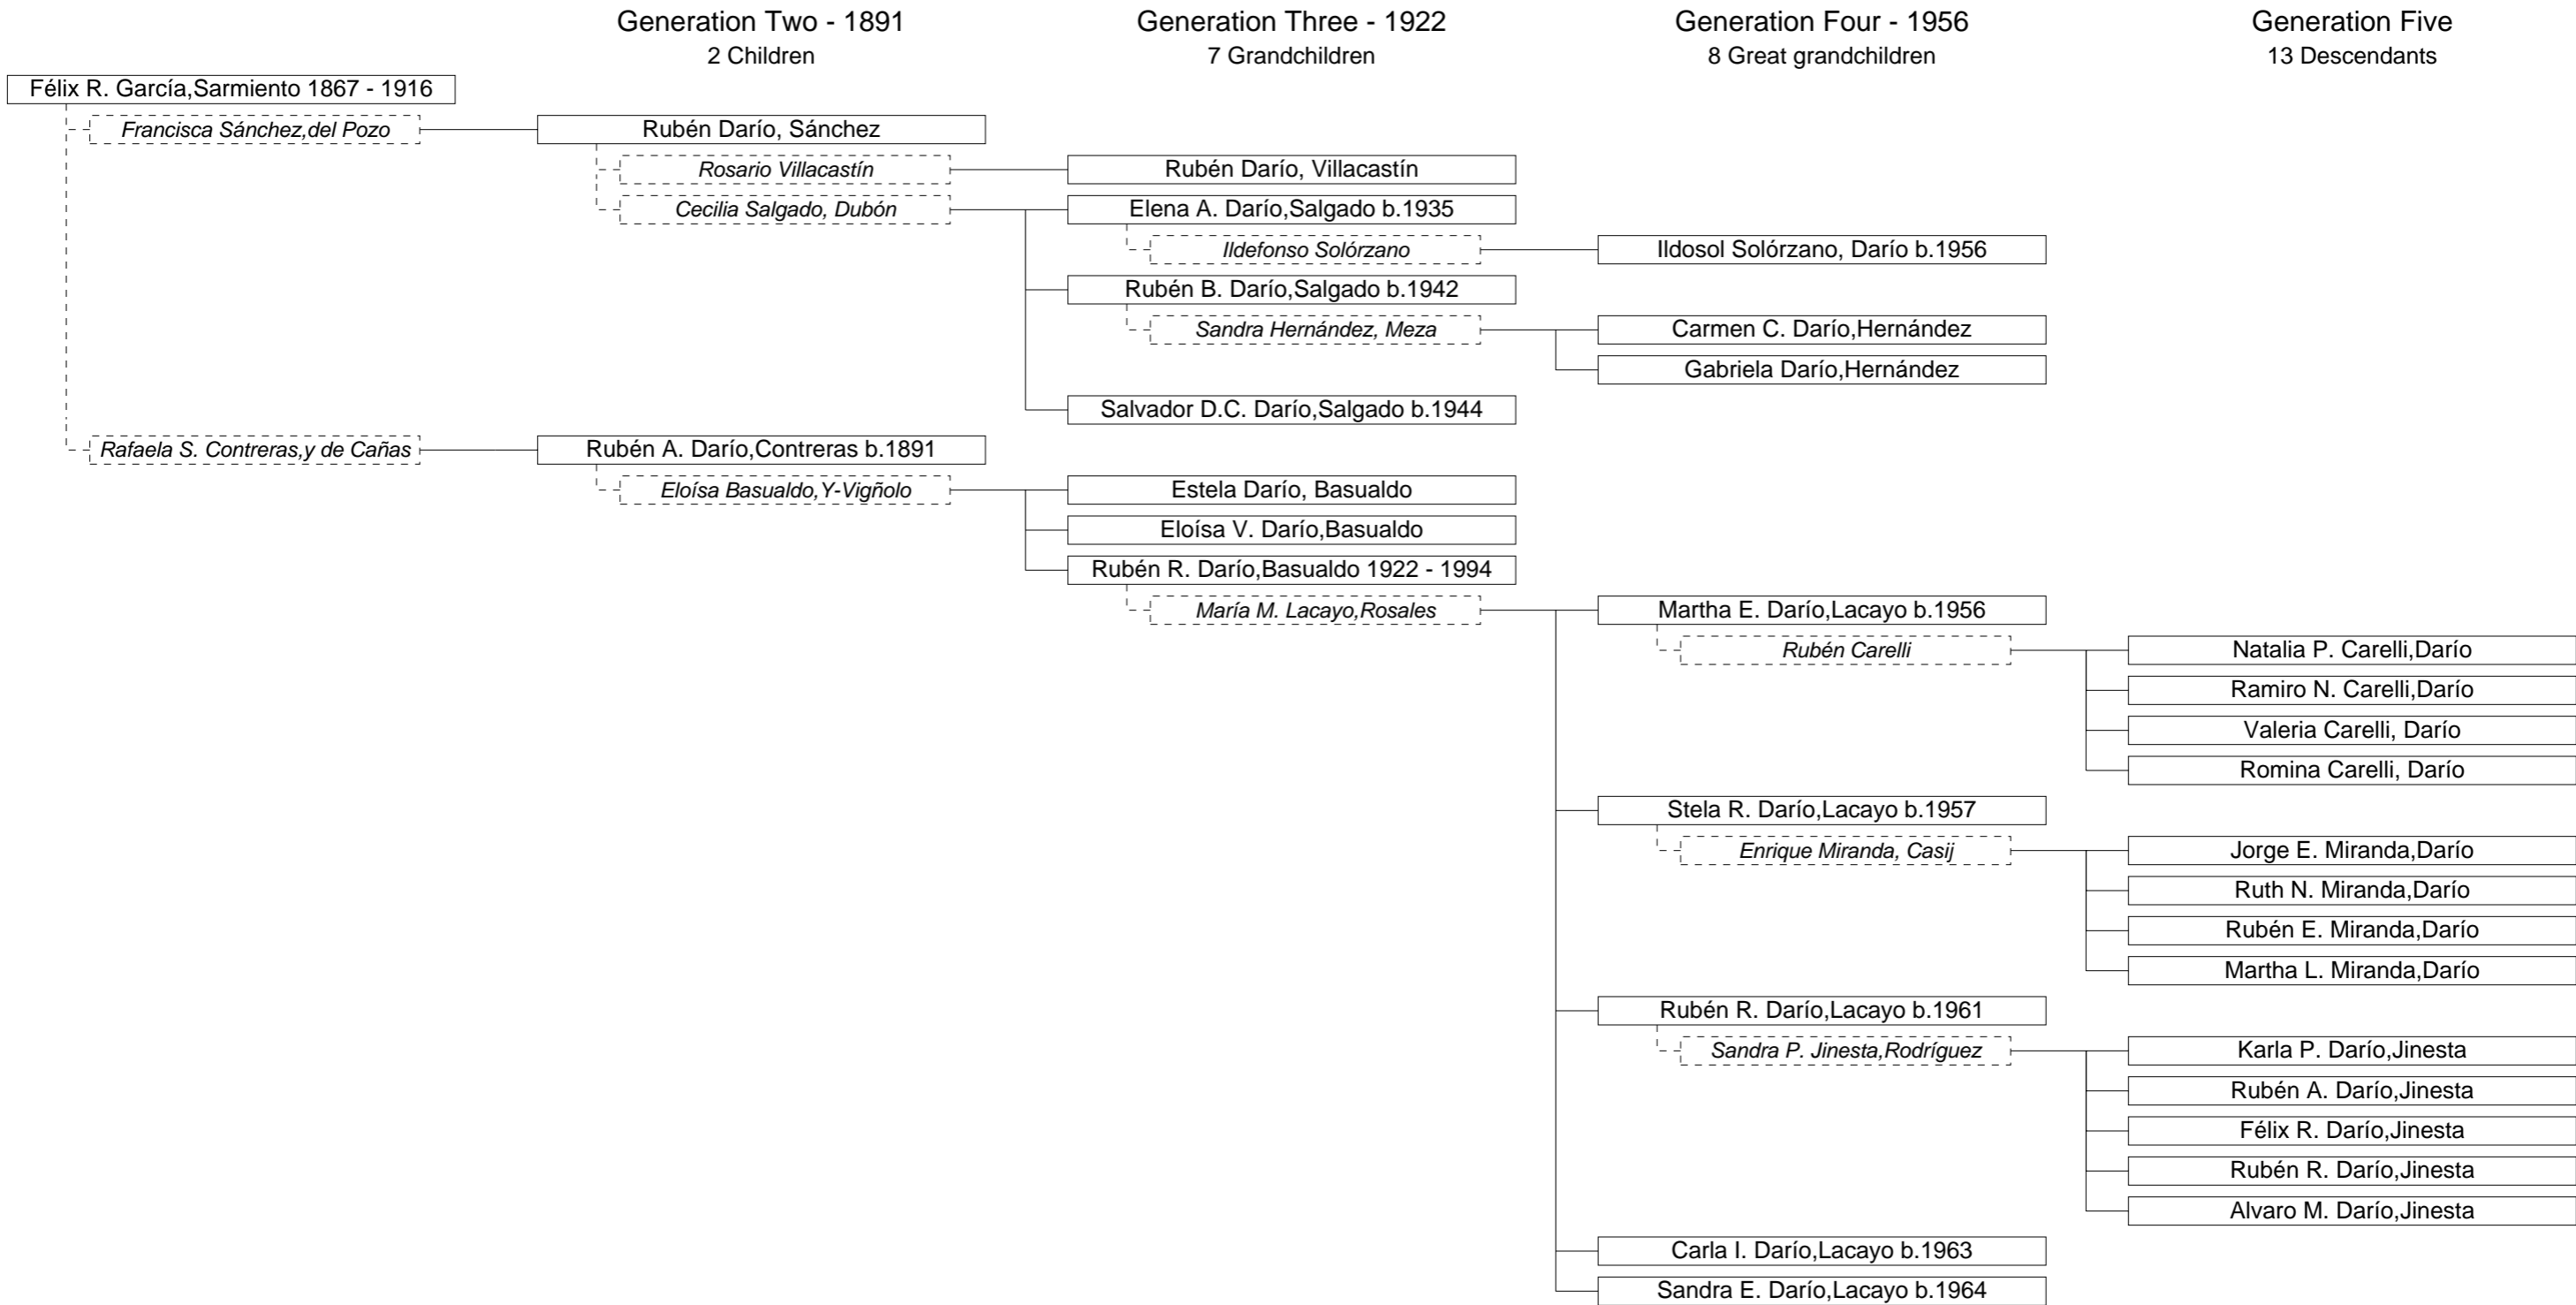 Generation Two - 1891
2 Children
Generation Three - 1922
7 Grandchildren
Generation Four - 1956
8 Great grandchildren
Generation Five
13 Descendants
Félix R. García,Sarmiento 1867 - 1916
Francisca Sánchez,del Pozo
Rubén Darío, Sánchez
Rosario Villacastín
Rubén Darío, Villacastín
Cecilia Salgado, Dubón
Elena A. Darío,Salgado b.1935
Ildefonso Solórzano
Ildosol Solórzano, Darío b.1956
Rubén B. Darío,Salgado b.1942
Sandra Hernández, Meza
Carmen C. Darío,Hernández
Gabriela Darío,Hernández
Salvador D.C. Darío,Salgado b.1944
Rafaela S. Contreras,y de Cañas
Rubén A. Darío,Contreras b.1891
Eloísa Basualdo,Y-Vigñolo
Estela Darío, Basualdo
Eloísa V. Darío,Basualdo
Rubén R. Darío,Basualdo 1922 - 1994
María M. Lacayo,Rosales
Martha E. Darío,Lacayo b.1956
Rubén Carelli
Natalia P. Carelli,Darío
Ramiro N. Carelli,Darío
Valeria Carelli, Darío
Romina Carelli, Darío
Stela R. Darío,Lacayo b.1957
Enrique Miranda, Casij
Jorge E. Miranda,Darío
Ruth N. Miranda,Darío
Rubén E. Miranda,Darío
Martha L. Miranda,Darío
Rubén R. Darío,Lacayo b.1961
Sandra P. Jinesta,Rodríguez
Karla P. Darío,Jinesta
Rubén A. Darío,Jinesta
Félix R. Darío,Jinesta
Rubén R. Darío,Jinesta
Alvaro M. Darío,Jinesta
Carla I. Darío,Lacayo b.1963
Sandra E. Darío,Lacayo b.1964